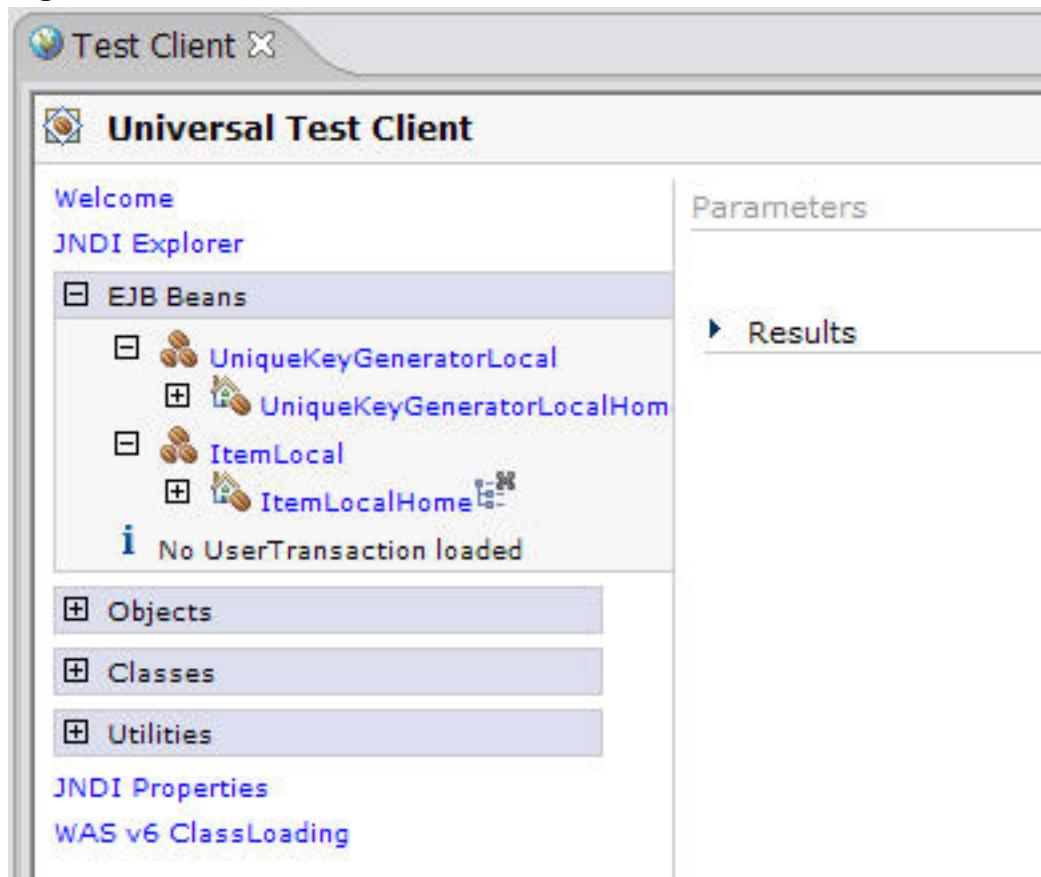 Test Client
Universal Test Client
Welcome
JNDI Explorer
EJB Beans
UniqueKeyGeneratorLocal
UniqueKeyGeneratorLocalHom
ItemLocal
ItemLocalHome
No UserTransaction loaded
Objects
Classes
Utilities
JNDI Properties
WAS v6 ClassLoading
Parameters
Results